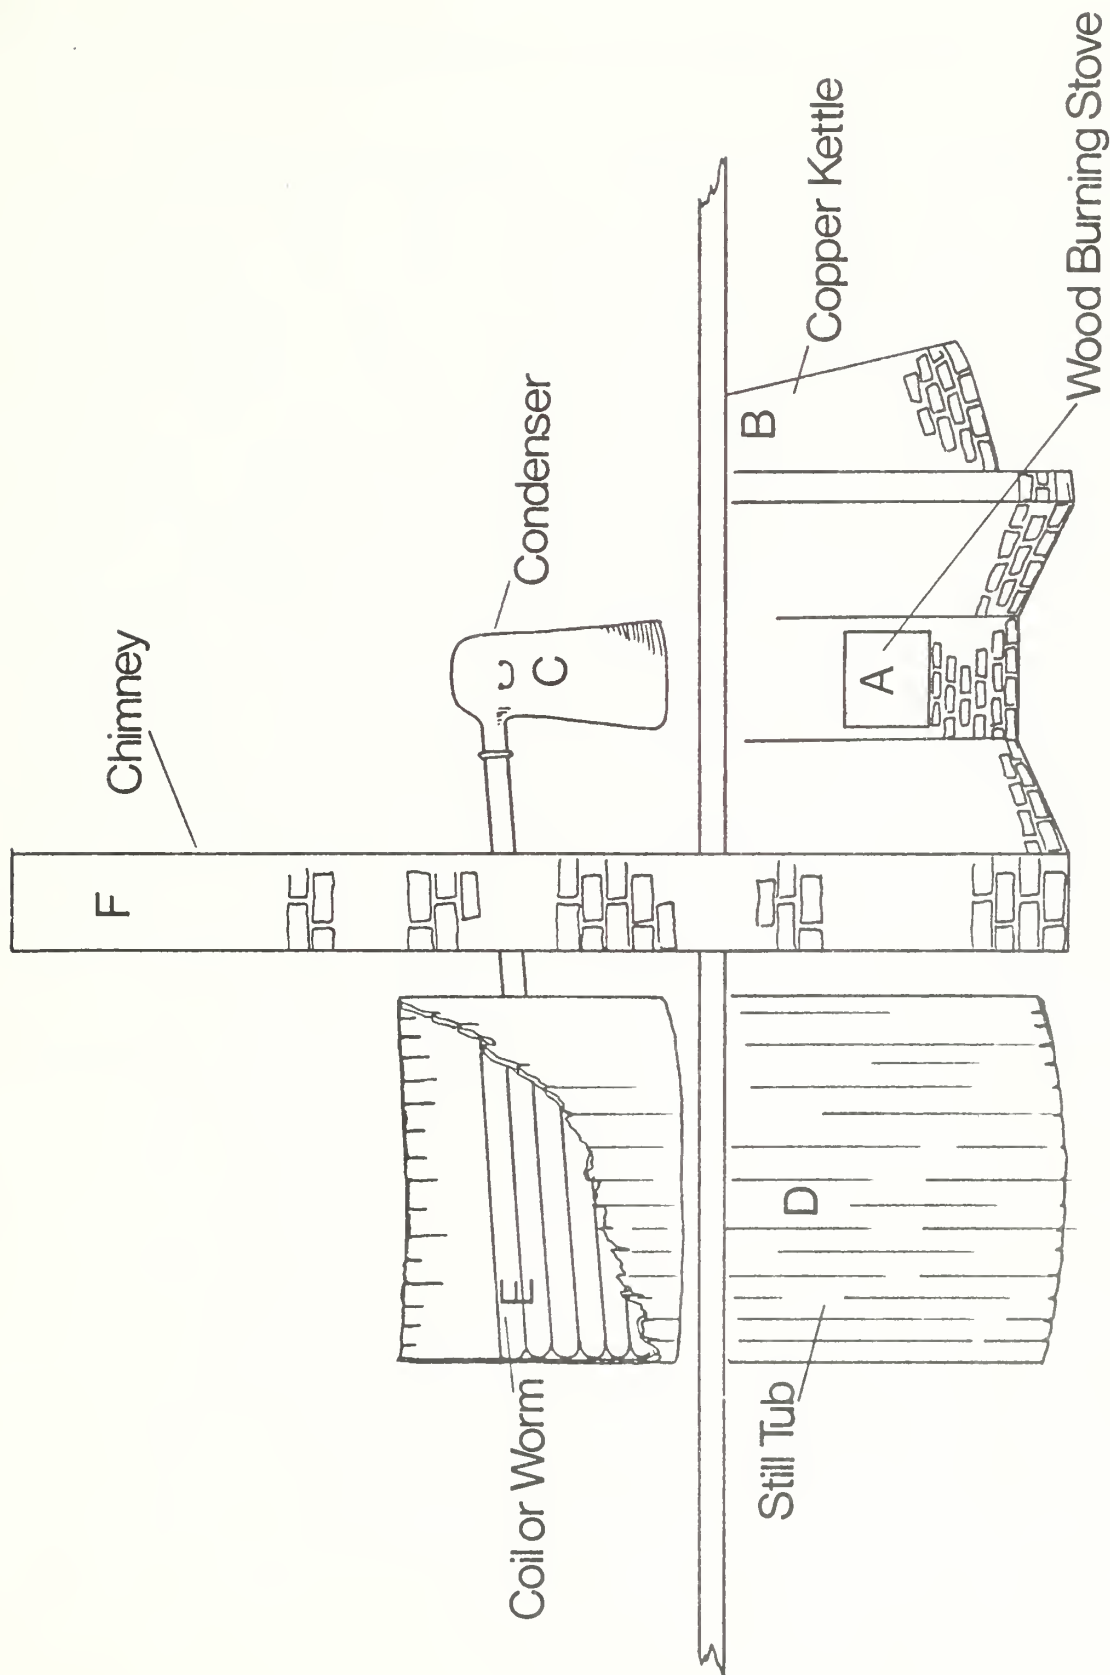 Chimney
F
Condenser
C
Coil or Worm
E
Copper Kettle
B
Still Tub
D
A
Wood Burning Stove